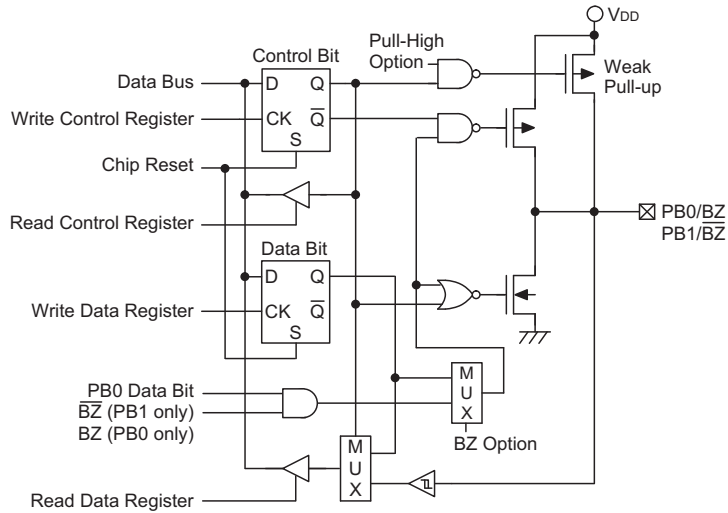 VDD
Control Bit
Pull-High
Option
Weak
Pull-up
Data Bus
D
Q
Write Control Register
CK
Q̅
S
Chip Reset
PB0/BZ
PB1/B̅Z̅
Read Control Register
Data Bit
D
Q
Write Data Register
CK
Q̅
S
M
U
X
PB0 Data Bit
B̅Z̅ (PB1 only)
BZ (PB0 only)
BZ Option
M
U
X
Read Data Register